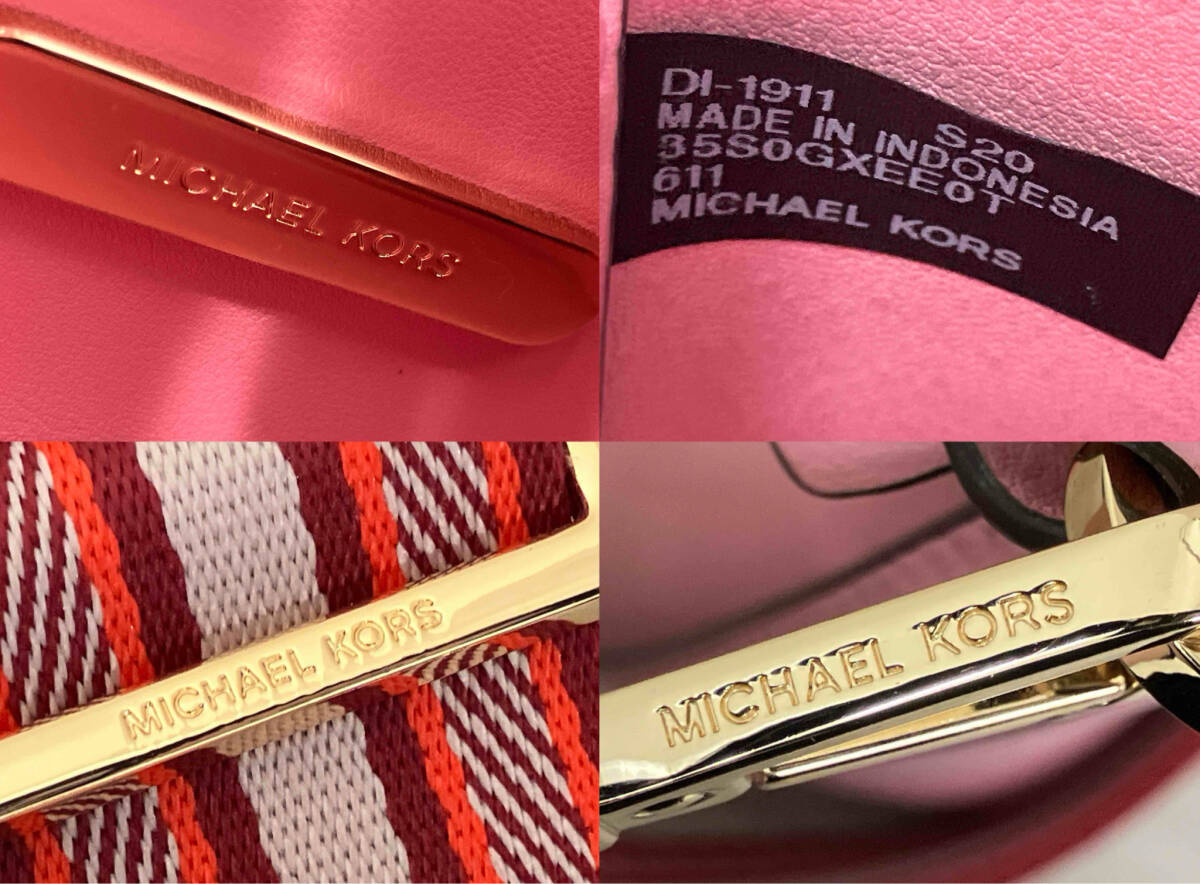 MICHAEL KORS
DI-1911
S20
MADE IN INDONESIA
35S0GXEE0T
611
MICHAEL KORS
MICHAEL KORS
MICHAEL KORS